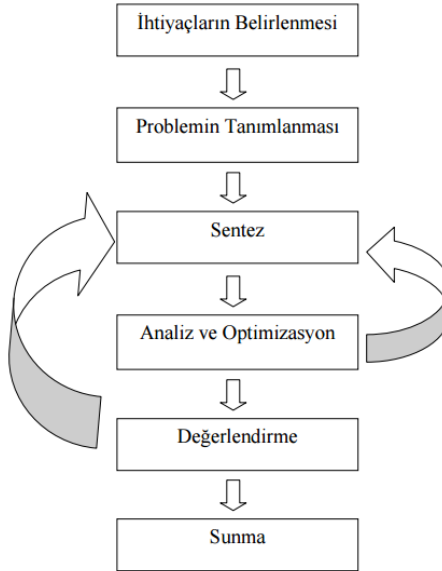 İhtiyaçların Belirlenmesi
Problemin Tanımlanması
Sentez
Analiz ve Optimizasyon
Değerlendirme
Sunma